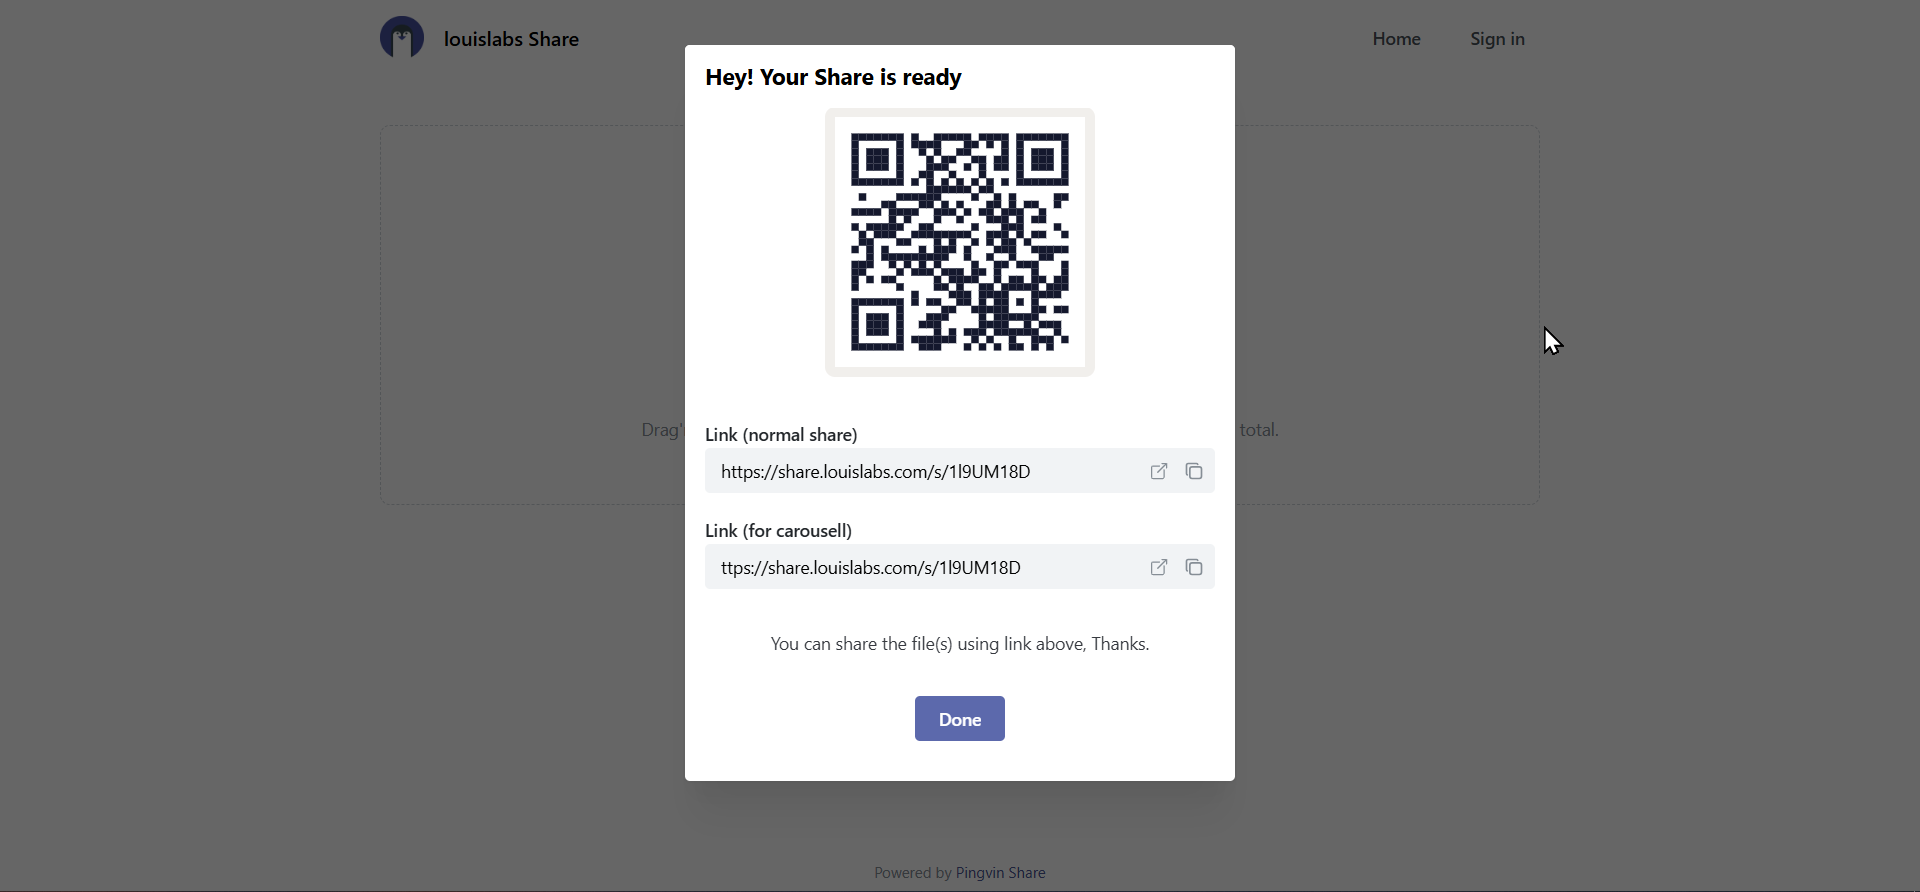 louislabs Share
Home
Sign in
Hey! Your Share is ready
Drag'
total.
Link (normal share)
https://share.louislabs.com/s/1l9UM18D
Link (for carousell)
ttps://share.louislabs.com/s/1l9UM18D
You can share the file(s) using link above, Thanks.
Done
Powered by Pingvin Share